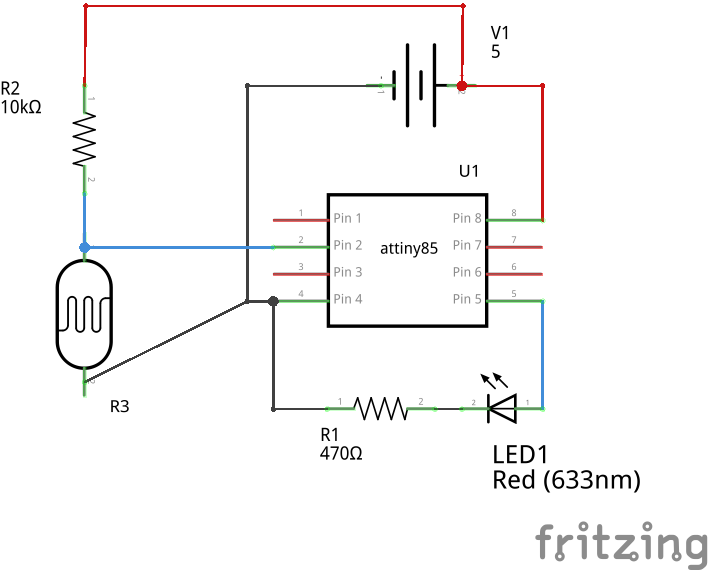 V1
5
R2
10kΩ
1
- 1
2
U1
2
1 Pin 1 Pin 8 8
2 Pin 2 attiny85 Pin 7 7
3 Pin 3 Pin 6 6
4 Pin 4 Pin 5 5
R3
1 2
2 1
R1
470Ω
LED1
Red (633nm)
fritzing